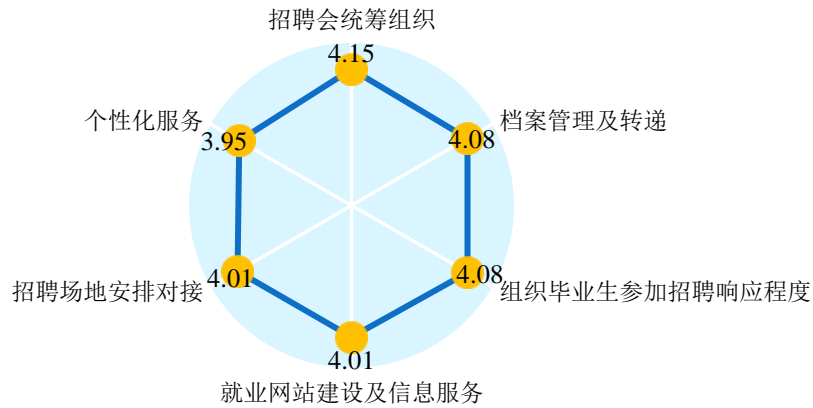 招聘会统筹组织
4.15
个性化服务
3.95
档案管理及转递
4.08
招聘场地安排对接
4.01
4.08
组织毕业生参加招聘响应程度
4.01
就业网站建设及信息服务